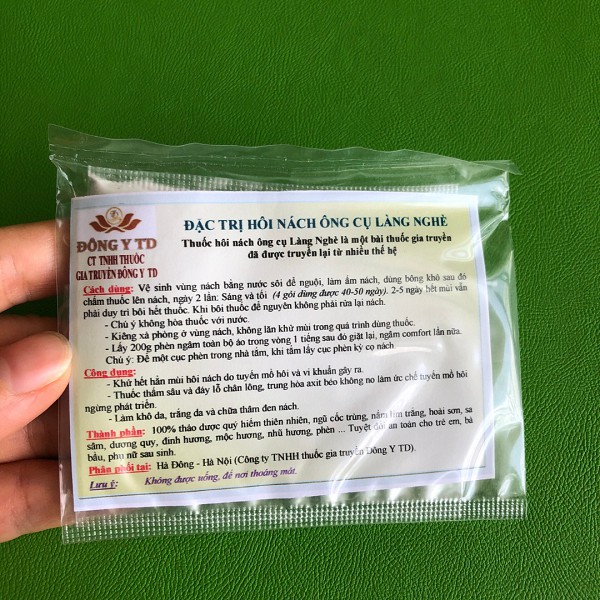 ĐÔNG Y TD
CT TNHH THUỐC
GIA TRUYỀN ĐÔNG Y TD
ĐẶC TRỊ HÔI NÁCH ÔNG CỤ LÀNG NGHÈ
Thuốc hôi nách ông cụ Làng Nghè là một bài thuốc gia truyền
đã được truyền lại từ nhiều thế hệ
Cách dùng: Vệ sinh vùng nách bằng nước sôi để nguội, làm ẩm nách, dùng bông khô sau đó
chấm thuốc lên nách, ngày 2 lần: Sáng và tối (4 gói dùng được 40-50 ngày). 2-5 ngày hết mùi vẫn
phải duy trì bôi hết thuốc. Khi bôi thuốc để nguyên không phải rửa lại nách.
- Chú ý không hòa thuốc với nước.
- Kiêng xà phòng ở vùng nách, không lăn khử mùi trong quá trình dùng thuốc.
- Lấy 200g phèn ngâm toàn bộ áo trong vòng 1 tiếng sau đó giặt lại, ngâm comfort lần nữa.
Chú ý: Để một cục phèn trong nhà tắm, khi tắm lấy cục phèn kỳ cọ nách.
Công dụng:
- Khử hết hẳn mùi hôi nách do tuyến mồ hôi và vi khuẩn gây ra.
- Thuốc thấm sâu và đáy lỗ chân lông, trung hòa axit béo không no làm ức chế tuyến mồ hôi
ngừng phát triển.
- Làm khô da, trắng da và chữa thâm đen nách.
Thành phần: 100% thảo dược quý hiếm thiên nhiên, ngũ cốc trùng, nấm lim trắng, hoài sơn, sa
sâm, dương quy, đinh hương, mộc hương, nhũ hương, phèn ... Tuyệt đối an toàn cho trẻ em, bà
bầu, phụ nữ sau sinh.
Phân phối tại: Hà Đông - Hà Nội (Công ty TNHH thuốc gia truyền Đông Y TD).
Lưu ý: Không được uống, để nơi thoáng mát.